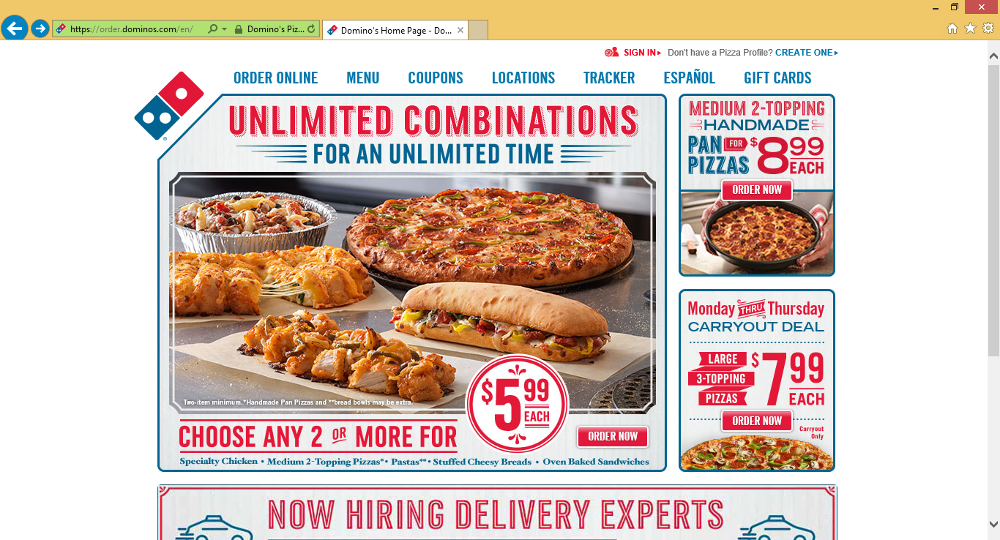 https://order.dominos.com/en/
Domino's Piz...
Domino's Home Page - Do...
SIGN IN
Don't have a Pizza Profile? CREATE ONE
ORDER ONLINE MENU COUPONS LOCATIONS TRACKER ESPAÑOL GIFT CARDS
®
UNLIMITED COMBINATIONS
FOR AN UNLIMITED TIME
Two-item minimum. *Handmade Pan Pizzas and **bread bowls may be extra.
$5.99
EACH
CHOOSE ANY 2 OR MORE FOR
ORDER NOW
Specialty Chicken • Medium 2-Topping Pizzas* • Pastas** • Stuffed Cheesy Breads • Oven Baked Sandwiches
MEDIUM 2-TOPPING
HANDMADE
PAN PIZZAS
FOR
$8 99
EACH
ORDER NOW
Monday THRU Thursday
CARRYOUT DEAL
LARGE
3-TOPPING
PIZZAS
$7 99
EACH
ORDER NOW
Carryout
Only
NOW HIRING DELIVERY EXPERTS